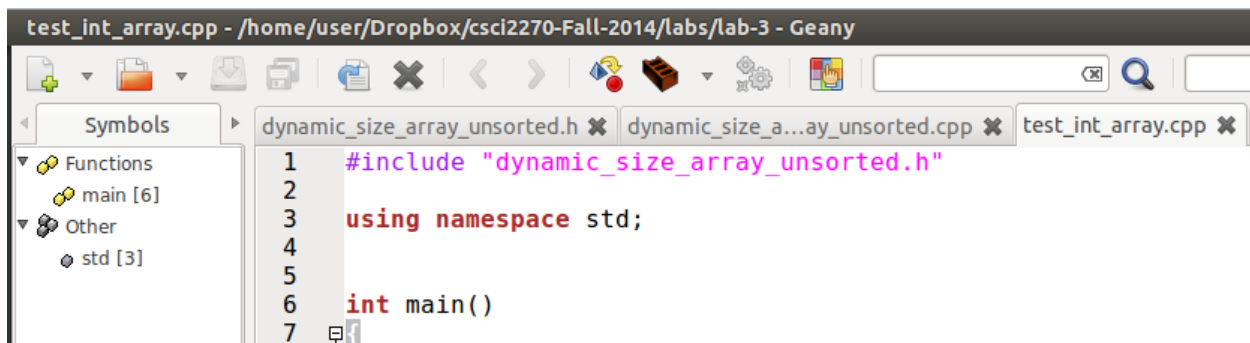 test_int_array.cpp - /home/user/Dropbox/csci2270-Fall-2014/labs/lab-3 - Geany
Symbols
Functions
main [6]
Other
std [3]
dynamic_size_array_unsorted.h dynamic_size_a...ay_unsorted.cpp test_int_array.cpp
1 #include "dynamic_size_array_unsorted.h"
2
3 using namespace std;
4
5
6 int main()
7 {